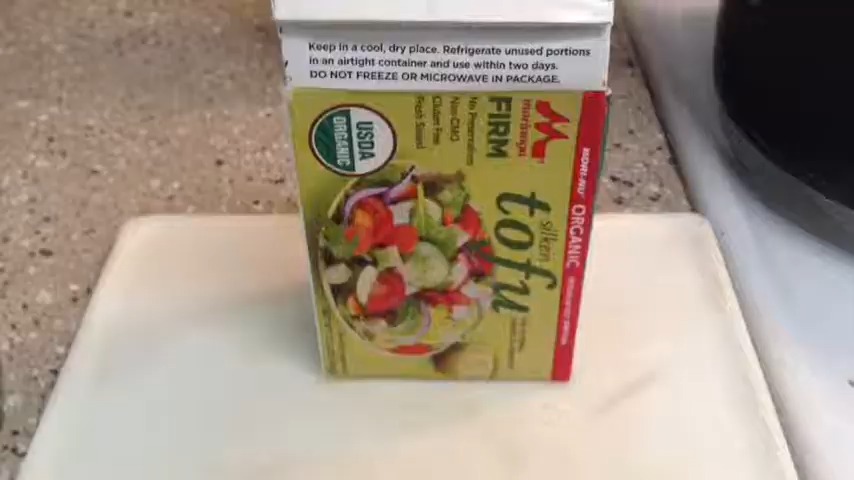 Keep in a cool, dry place. Refrigerate unused portions
in an airtight container and use within two days.
DO NOT FREEZE OR MICROWAVE IN PACKAGE.
MORI-NU ORGANIC
morinaga
silken
tofu
FIRM
No Preservatives
Non-GMO
Gluten Free
USDA
ORGANIC